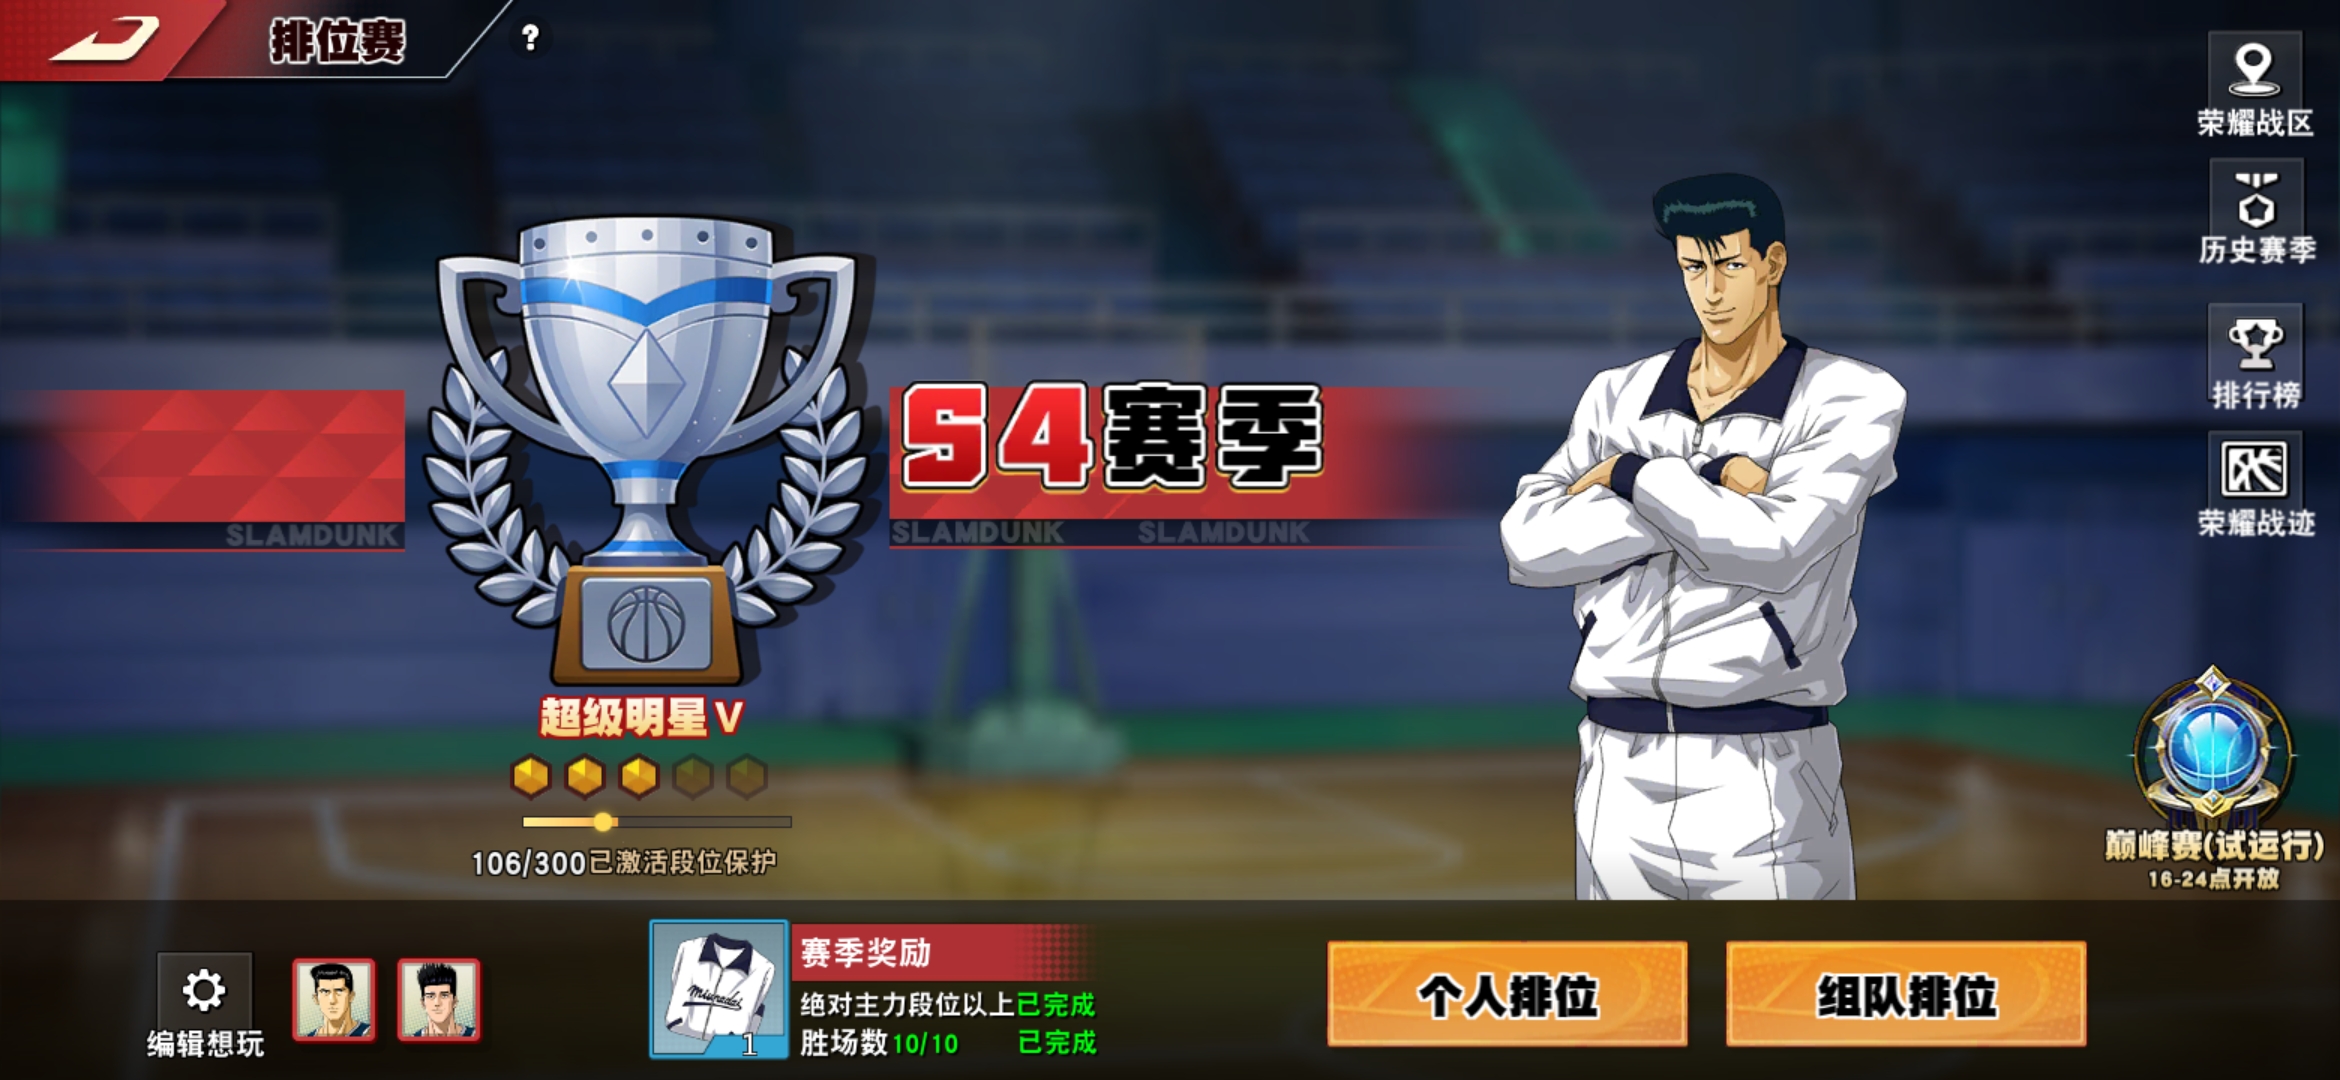 排位赛
?
荣耀战区
历史赛季
排行榜
荣耀战迹
S4赛季
SLAMDUNK
SLAMDUNK SLAMDUNK
超级明星V
106/300已激活段位保护
巅峰赛(试运行)
16-24点开放
编辑想玩
1
赛季奖励
绝对主力段位以上已完成
胜场数10/10 已完成
个人排位
组队排位